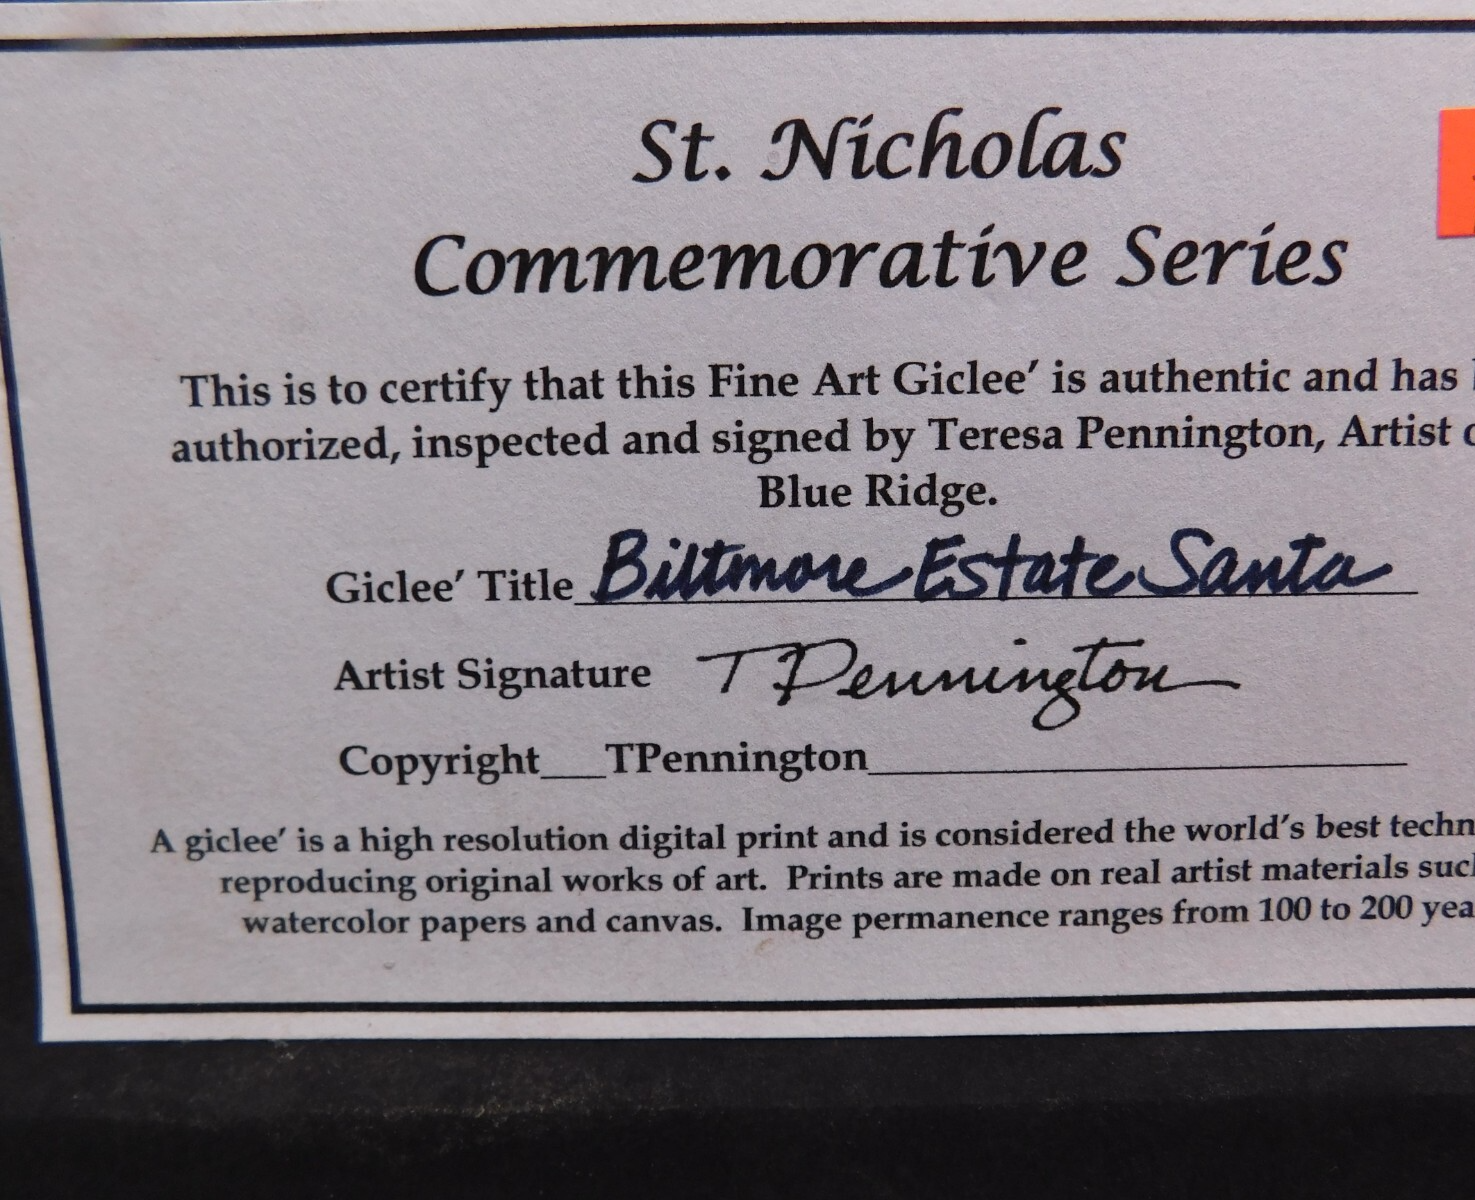 St. Nicholas
Commemorative Series
This is to certify that this Fine Art Giclee' is authentic and has
authorized, inspected and signed by Teresa Pennington, Artist
Blue Ridge.
Giclee' Title Biltmore Estate Santa
Artist Signature T Pennington
Copyright___TPennington
A giclee' is a high resolution digital print and is considered the world's best
reproducing original works of art. Prints are made on real artist materials
watercolor papers and canvas. Image permanence ranges from 100 to 200